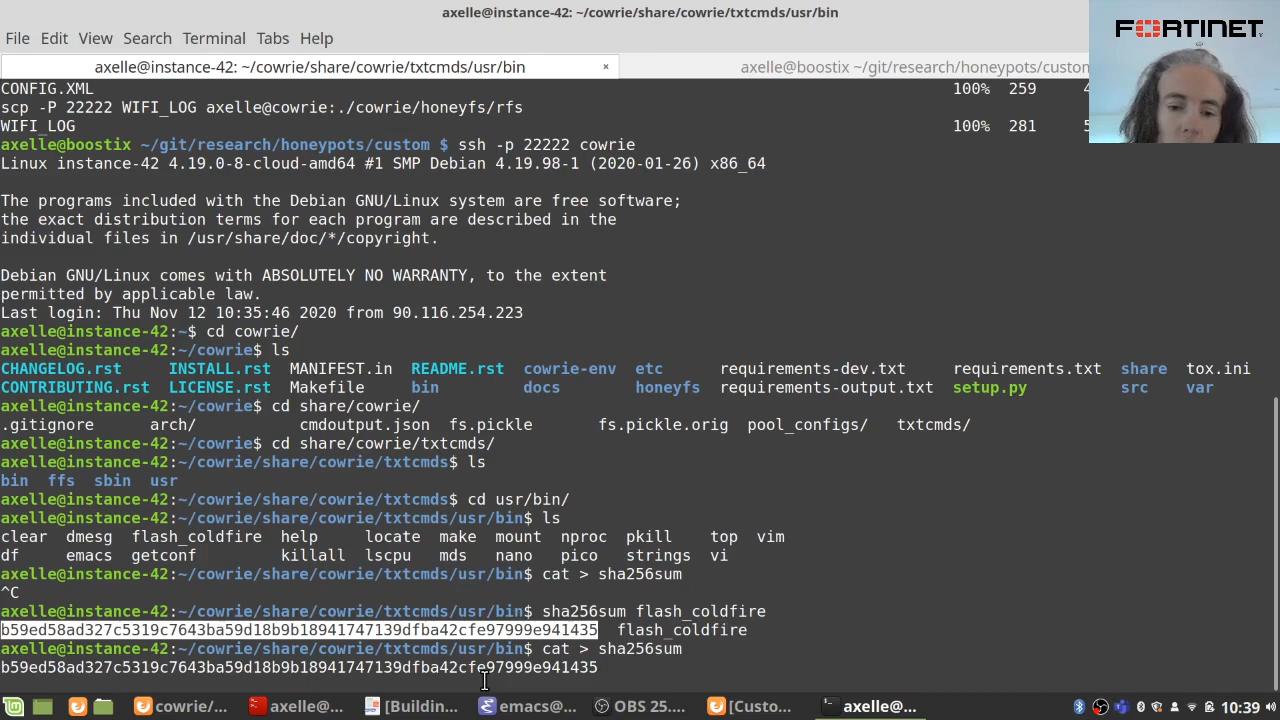 axelle@instance-42: ~/cowrie/share/cowrie/txtcmds/usr/bin
FORTINET
File Edit View Search Terminal Tabs Help
axelle@instance-42: ~/cowrie/share/cowrie/txtcmds/usr/bin × axelle@boostix ~/git/research/honeypots/custom
CONFIG.XML 100% 259
scp -P 22222 WIFI_LOG axelle@cowrie:./cowrie/honeyfs/rfs
WIFI_LOG 100% 281
axelle@boostix ~/git/research/honeypots/custom $ ssh -p 22222 cowrie
Linux instance-42 4.19.0-8-cloud-amd64 #1 SMP Debian 4.19.98-1 (2020-01-26) x86_64
The programs included with the Debian GNU/Linux system are free software;
the exact distribution terms for each program are described in the
individual files in /usr/share/doc/*/copyright.
Debian GNU/Linux comes with ABSOLUTELY NO WARRANTY, to the extent
permitted by applicable law.
Last login: Thu Nov 12 10:35:46 2020 from 90.116.254.223
axelle@instance-42:~$ cd cowrie/
axelle@instance-42:~/cowrie$ ls
CHANGELOG.rst INSTALL.rst MANIFEST.in README.rst cowrie-env etc requirements-dev.txt requirements.txt share tox.ini
CONTRIBUTING.rst LICENSE.rst Makefile bin docs honeyfs requirements-output.txt setup.py src var
axelle@instance-42:~/cowrie$ cd share/cowrie/
.gitignore arch/ cmdoutput.json fs.pickle fs.pickle.orig pool_configs/ txtcmds/
axelle@instance-42:~/cowrie$ cd share/cowrie/txtcmds/
axelle@instance-42:~/cowrie/share/cowrie/txtcmds$ ls
bin ffs sbin usr
axelle@instance-42:~/cowrie/share/cowrie/txtcmds$ cd usr/bin/
axelle@instance-42:~/cowrie/share/cowrie/txtcmds/usr/bin$ ls
clear dmesg flash_coldfire help locate make mount nproc pkill top vim
df emacs getconf killall lscpu mds nano pico strings vi
axelle@instance-42:~/cowrie/share/cowrie/txtcmds/usr/bin$ cat > sha256sum
^C
axelle@instance-42:~/cowrie/share/cowrie/txtcmds/usr/bin$ sha256sum flash_coldfire
b59ed58ad327c5319c7643ba59d18b9b18941747139dfba42cfe97999e941435 flash_coldfire
axelle@instance-42:~/cowrie/share/cowrie/txtcmds/usr/bin$ cat > sha256sum
b59ed58ad327c5319c7643ba59d18b9b18941747139dfba42cfe97999e941435
cowrie/... axelle@... [Buildin... emacs@... OBS 25.... [Custo... axelle@... 10:39